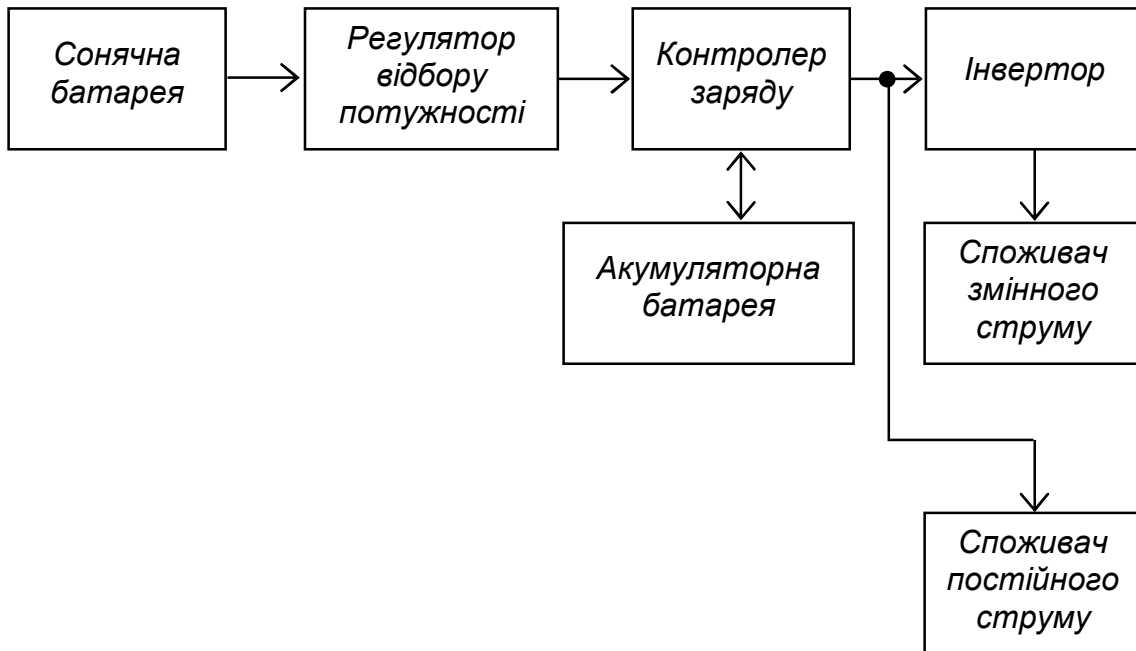 Сонячна
батарея
Регулятор
відбору
потужності
Контролер
заряду
Інвертор
Акумуляторна
батарея
Споживач
змінного
струму
Споживач
постійного
струму